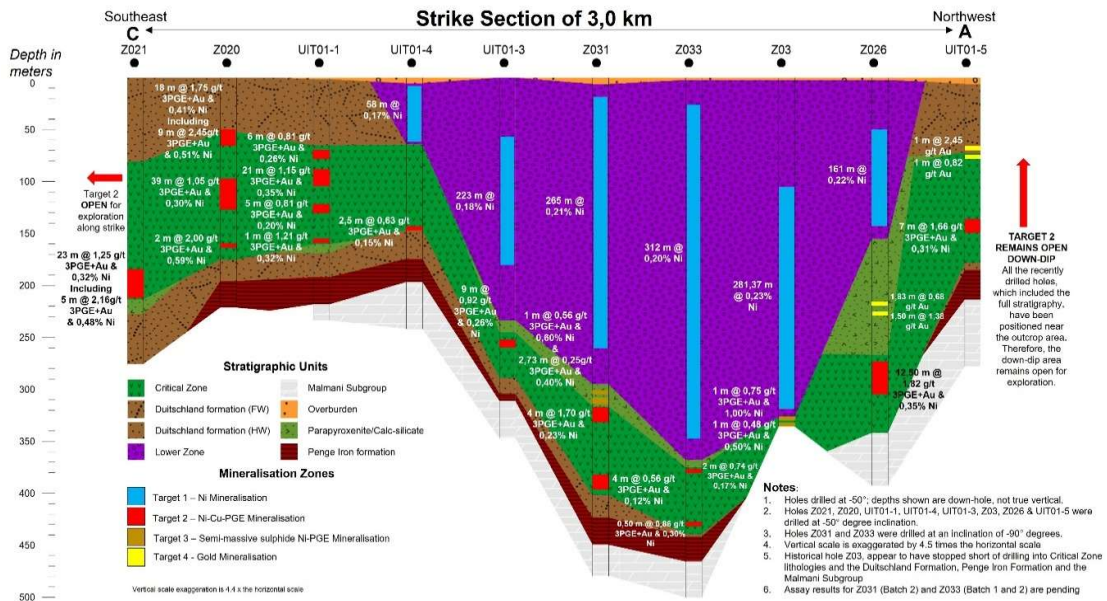 Southeast
Strike Section of 3,0 km
Northwest
C
A
Depth in
meters
Z021
Z020
UIT01-1
UIT01-4
UIT01-3
Z031
Z033
Z03
Z026
UIT01-5
0
50
100
150
200
250
300
350
400
450
500
Target 2
OPEN for
exploration
along strike
18 m @ 1,75 g/t
3PGE+Au &
0,41% Ni
Including
9 m @ 2,45g/t
3PGE+Au
& 0,51% Ni
39 m @ 1,05 g/t
3PGE+Au &
0,30% Ni
2 m @ 2,00 g/t
3PGE+Au &
0,59% Ni
23 m @ 1,25 g/t
3PGE+Au &
0,32% Ni
Including
5 m @ 2,16g/t
3PGE+Au
& 0,48% Ni
6 m @ 0,81 g/t
3PGE+Au &
0,26% Ni
21 m @ 1,15 g/t
3PGE+Au &
0,35% Ni
5 m @ 0,81 g/t
3PGE+Au &
0,20% Ni
1 m @ 1,21 g/t
3PGE+Au &
0,32% Ni
58 m @
0,17% Ni
2,5 m @ 0,63 g/t
3PGE+Au &
0,15% Ni
223 m @
0,18% Ni
9 m @
0,92 g/t
3PGE+Au
& 0,26% Ni
265 m @
0,21% Ni
1 m @ 0,56 g/t
3PGE+Au &
0,60% Ni
&
2,73 m @ 0,25g/t
3PGE+Au &
0,40% Ni
4 m @ 1,70 g/t
3PGE+Au &
0,23% Ni
4 m @ 0,56 g/t
3PGE+Au &
0,12% Ni
312 m @
0,20% Ni
2 m @ 0,74 g/t
3PGE+Au &
0,17% Ni
0,50 m @ 0,86 g/t
3PGE+Au & 0,30%
Ni
281,37 m
@ 0,23%
Ni
1 m @ 0,75 g/t
3PGE+Au &
1,00% Ni
1 m @ 0,48 g/t
3PGE+Au &
0,50% Ni
161 m @
0,22% Ni
1,83 m @ 0,68
g/t Au
1,50 m @ 1,38
g/t Au
12,50 m @
1,82 g/t
3PGE+Au &
0,35% Ni
1 m @ 2,45
g/t Au
1 m @ 0,82
g/t Au
7 m @ 1,66 g/t
3PGE+Au &
0,31% Ni
TARGET 2
REMAINS OPEN
DOWN-DIP
All the recently
drilled holes,
which included the
full stratigraphy,
have been
positioned near
the outcrop area.
Therefore, the
down-dip area
remains open for
exploration.
Stratigraphic Units
Critical Zone
Duitschland formation (FW)
Duitschland formation (HW)
Lower Zone
Malmani Subgroup
Overburden
Parapyroxenite/Calc-silicate
Penge Iron formation
Mineralisation Zones
Target 1 – Ni Mineralisation
Target 2 – Ni-Cu-PGE Mineralisation
Target 3 – Semi-massive sulphide Ni-PGE Mineralisation
Target 4 - Gold Mineralisation
Vertical scale exaggeration is 4.4 x the horizontal scale
Notes:
1. Holes drilled at -50°; depths shown are down-hole, not true vertical.
2. Holes Z021, Z020, UIT01-1, UIT01-4, UIT01-3, Z03, Z026 & UIT01-5 were
drilled at -50° degree inclination.
3. Holes Z031 and Z033 were drilled at an inclination of -90° degrees.
4. Vertical scale is exaggerated by 4.5 times the horizontal scale
5. Historical hole Z03, appear to have stopped short of drilling into Critical Zone
lithologies and the Duitschland Formation, Penge Iron Formation and the
Malmani Subgroup
6. Assay results for Z031 (Batch 2) and Z033 (Batch 1 and 2) are pending